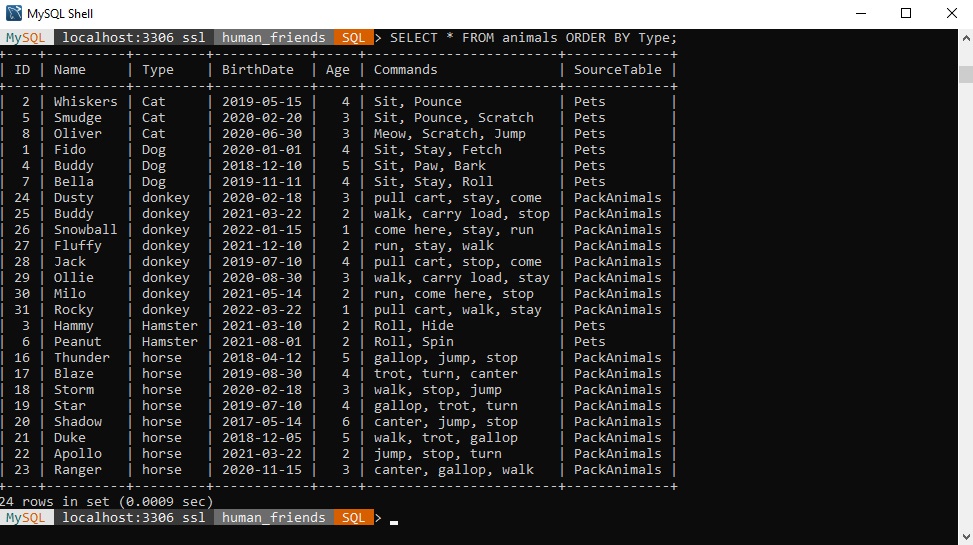 MySQL Shell
MySQL localhost:3306 ssl human_friends SQL > SELECT * FROM animals ORDER BY Type;
+----+-----------+---------+------------+-----+------------------------+-------------+
| ID | Name      | Type    | BirthDate  | Age | Commands               | SourceTable |
+----+-----------+---------+------------+-----+------------------------+-------------+
|  2 | Whiskers  | Cat     | 2019-05-15 |   4 | Sit, Pounce            | Pets        |
|  5 | Smudge    | Cat     | 2020-02-20 |   3 | Sit, Pounce, Scratch   | Pets        |
|  8 | Oliver    | Cat     | 2020-06-30 |   3 | Meow, Scratch, Jump    | Pets        |
|  1 | Fido      | Dog     | 2020-01-01 |   4 | Sit, Stay, Fetch       | Pets        |
|  4 | Buddy     | Dog     | 2018-12-10 |   5 | Sit, Paw, Bark         | Pets        |
|  7 | Bella     | Dog     | 2019-11-11 |   4 | Sit, Stay, Roll        | Pets        |
| 24 | Dusty     | donkey  | 2020-02-18 |   3 | pull cart, stay, come  | PackAnimals |
| 25 | Buddy     | donkey  | 2021-03-22 |   2 | walk, carry load, stop | PackAnimals |
| 26 | Snowball  | donkey  | 2022-01-15 |   1 | come here, stay, run   | PackAnimals |
| 27 | Fluffy    | donkey  | 2021-12-10 |   2 | run, stay, walk        | PackAnimals |
| 28 | Jack      | donkey  | 2019-07-10 |   4 | pull cart, stop, come  | PackAnimals |
| 29 | Ollie     | donkey  | 2020-08-30 |   3 | walk, carry load, stay | PackAnimals |
| 30 | Milo      | donkey  | 2021-05-14 |   2 | run, come here, stop   | PackAnimals |
| 31 | Rocky     | donkey  | 2022-03-22 |   1 | pull cart, walk, stay  | PackAnimals |
|  3 | Hammy     | Hamster | 2021-03-10 |   2 | Roll, Hide             | Pets        |
|  6 | Peanut    | Hamster | 2021-08-01 |   2 | Roll, Spin             | Pets        |
| 16 | Thunder   | horse   | 2018-04-12 |   5 | gallop, jump, stop     | PackAnimals |
| 17 | Blaze     | horse   | 2019-08-30 |   4 | trot, turn, canter     | PackAnimals |
| 18 | Storm     | horse   | 2020-02-18 |   3 | walk, stop, jump       | PackAnimals |
| 19 | Star      | horse   | 2019-07-10 |   4 | gallop, trot, turn     | PackAnimals |
| 20 | Shadow    | horse   | 2017-05-14 |   6 | canter, jump, stop     | PackAnimals |
| 21 | Duke      | horse   | 2018-12-05 |   5 | walk, trot, gallop     | PackAnimals |
| 22 | Apollo    | horse   | 2021-03-22 |   2 | jump, stop, turn       | PackAnimals |
| 23 | Ranger    | horse   | 2020-11-15 |   3 | canter, gallop, walk   | PackAnimals |
+----+-----------+---------+------------+-----+------------------------+-------------+
24 rows in set (0.0009 sec)
MySQL localhost:3306 ssl human_friends SQL >